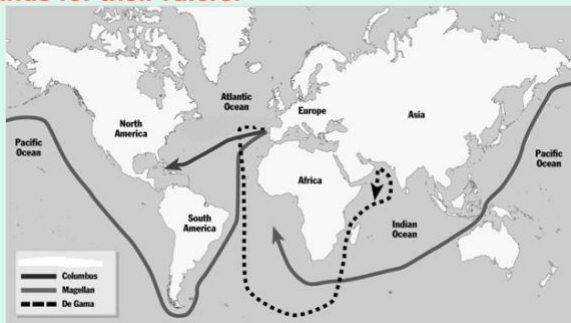 Atlantic
Ocean
North
America
Europe
Asia
Pacific
Ocean
Pacific
Ocean
Africa
South
America
Indian
Ocean
Columbus
Magellan
De Gama